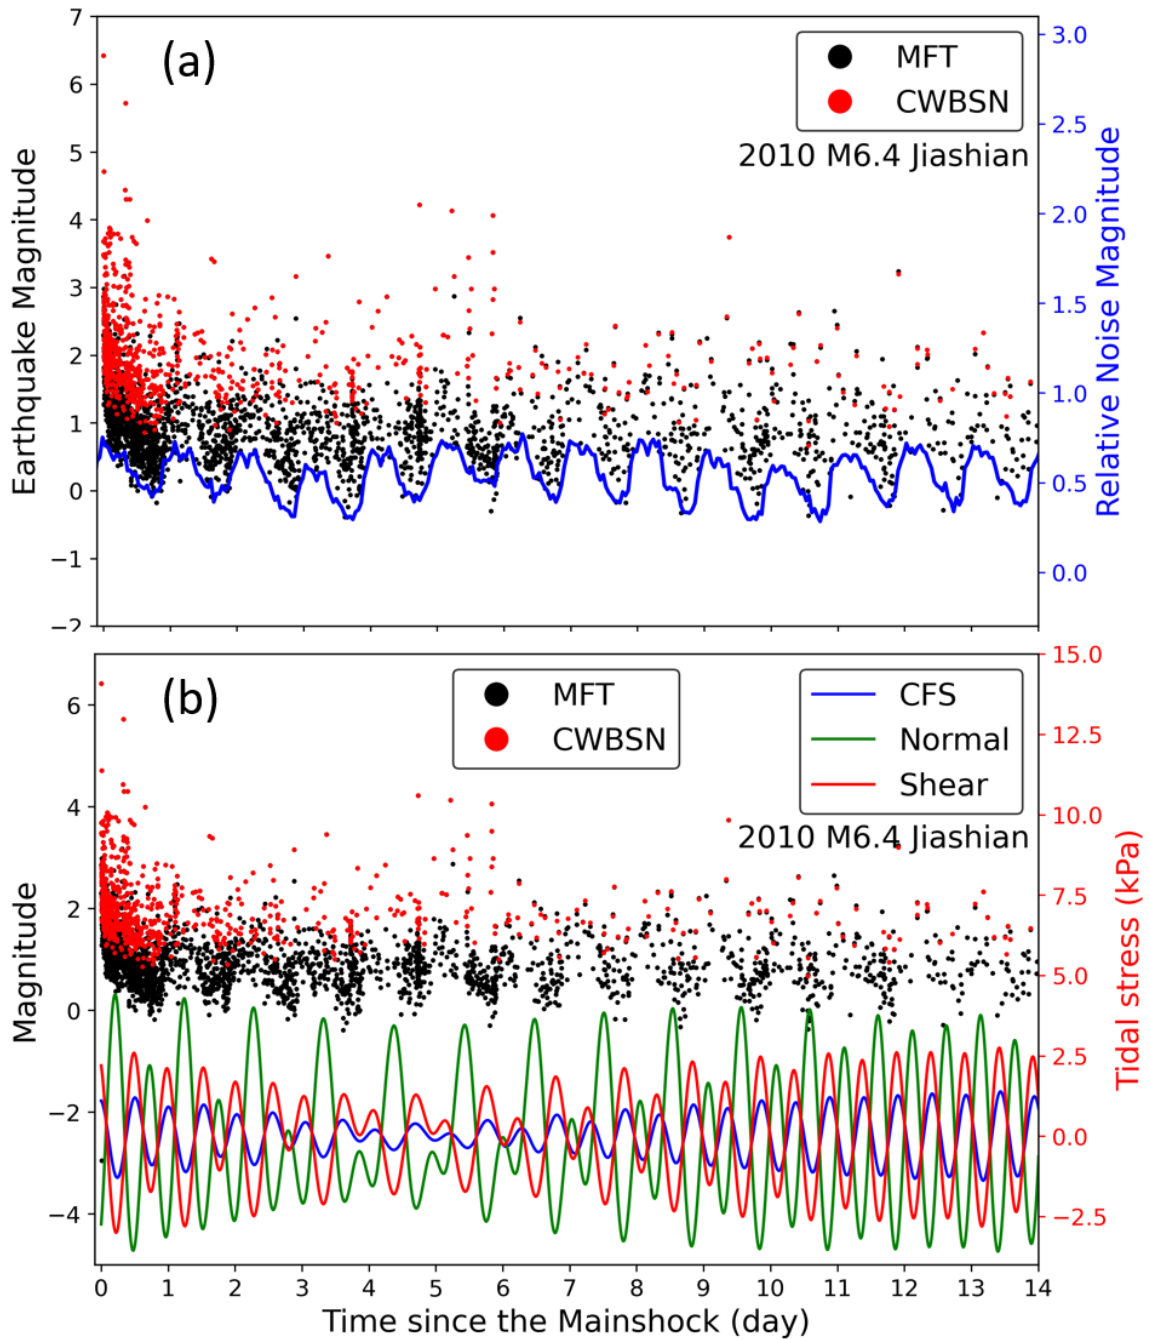 (a)
MFT
CWBSN
2010 M6.4 Jiashian
Earthquake Magnitude
7
6
5
4
3
2
1
0
−1
−2
Relative Noise Magnitude
3.0
2.5
2.0
1.5
1.0
0.5
0.0
(b)
MFT
CWBSN
CFS
Normal
Shear
2010 M6.4 Jiashian
Magnitude
6
4
2
0
−2
−4
Tidal stress (kPa)
15.0
12.5
10.0
7.5
5.0
2.5
0.0
−2.5
0 1 2 3 4 5 6 7 8 9 10 11 12 13 14
Time since the Mainshock (day)